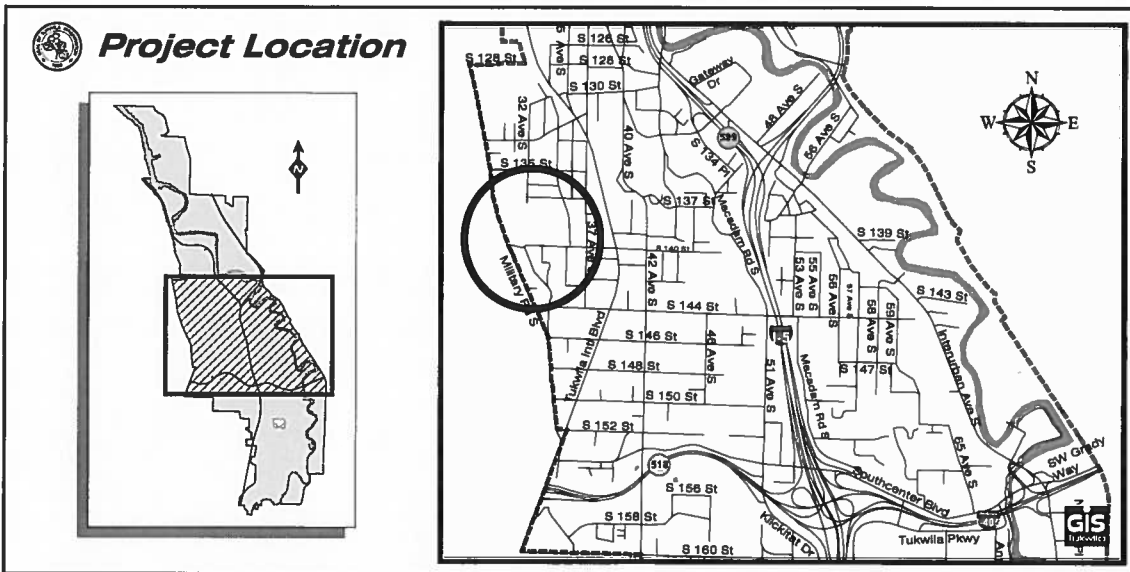 Project Location
N
W
E
S
S 126 St
S 128 St
S 128 St
S 130 St
Gateway
Dr
48 Ave S
56 Ave S
32 Ave S
40 Ave S
599
S 134 Pl
S 135 St
S 137 St
Macadam Rd S
S 139 St
37 Ave
S 140 St
Military Rd S
42 Ave S
53 Ave S
55 Ave S
56 Ave S
57 Ave S
58 Ave S
59 Ave S
S 143 St
S 144 St
Interurban Ave S
Tukwila Intl Blvd
S 146 St
46 Ave S
S 147 St
S 148 St
51 Ave S
Macadam Rd S
S 150 St
S 152 St
65 Ave S
SW Grady
Way
518
Southcenter Blvd
S 156 St
Klickitat Dr
S 158 St
Tukwila Pkwy
S 160 St
GIS
Tukwila